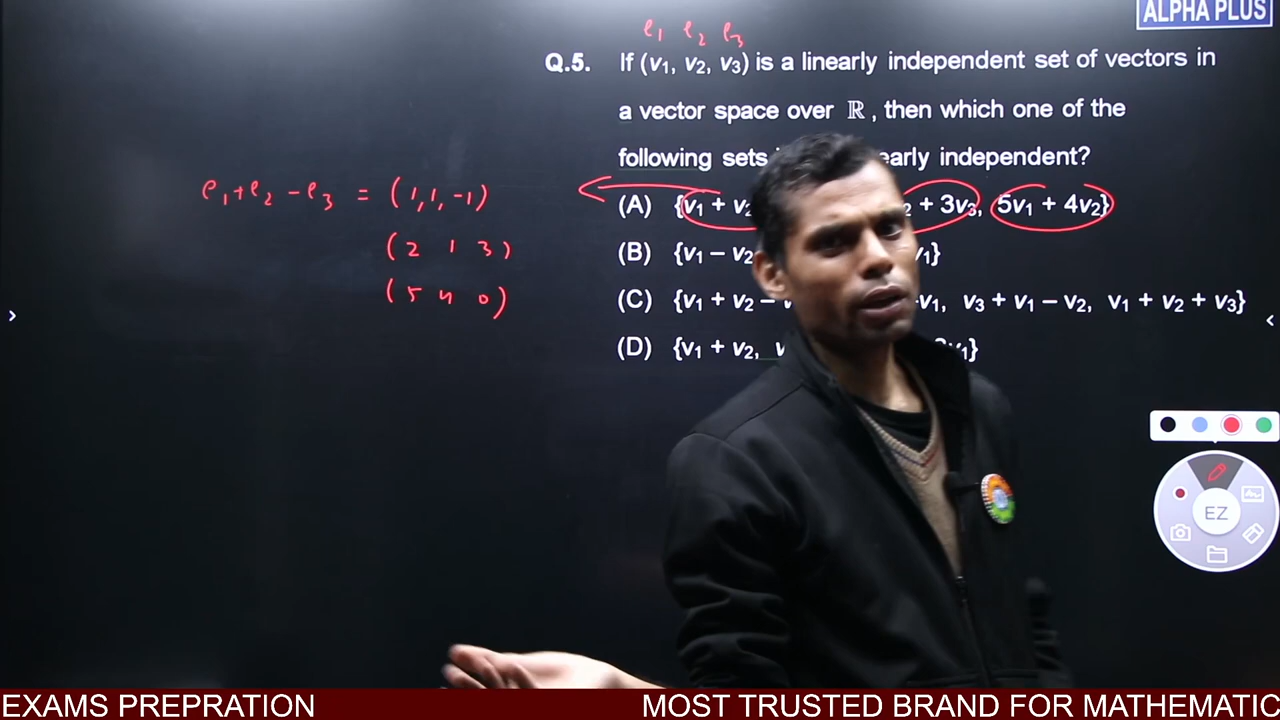 ALPHA PLUS
e1 e2 e3
Q.5. If (v₁, v₂, v₃) is a linearly independent set of vectors in
a vector space over ℝ, then which one of the
following sets early independent?
e1+e2 -e3 = (1,1,-1)
(A) {v₁ + v₂ ₂ + 3v₃, 5v₁ + 4v₂}
(2 1 3)
(B) {v₁ – v₂ v₁}
(5 4 0)
(C) {v₁ + v₂ – v₁, v₃ + v₁ – v₂, v₁ + v₂ + v₃}
(D) {v₁ + v₂, v₁}
EZ
EXAMS PREPRATION MOST TRUSTED BRAND FOR MATHEMATIC